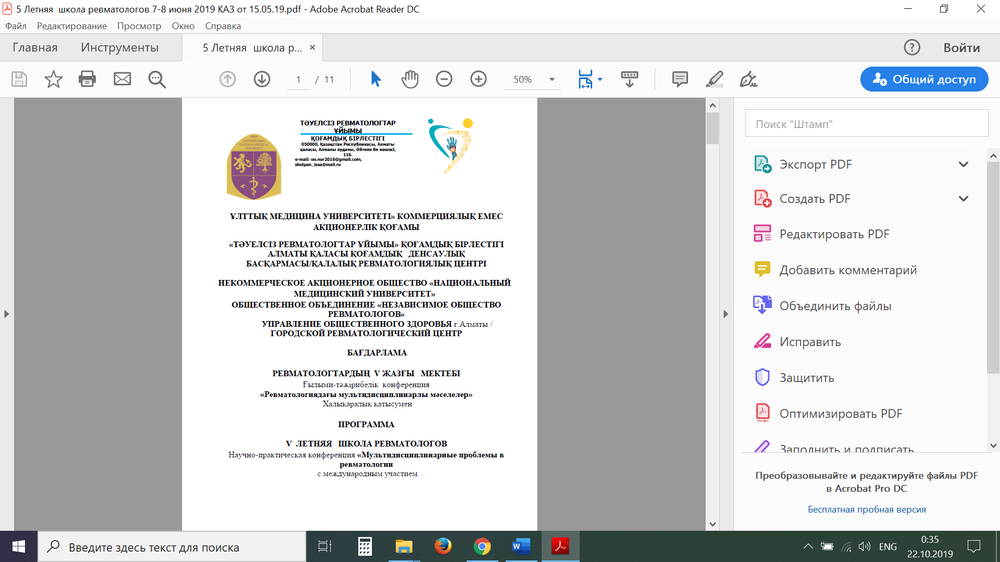 5 Летняя  школа ревматологов 7-8 июня 2019 КАЗ от 15.05.19.pdf - Adobe Acrobat Reader DC
Файл Редактирование Просмотр Окно Справка
Главная Инструменты 5 Летняя  школа р... Войти
1 / 11 50% Общий доступ
ТӘУЕЛСІЗ РЕВМАТОЛОГТАР
ҰЙЫМЫ
ҚОҒАМДЫҚ БІРЛЕСТІГІ
050000, Қазақстан Республикасы, Алматы
қаласы, Алмалы ауданы, Әйтеке би көшесі,
116.
e-mail: oo.nor2016@gmail.com,
sholpan_issa@mail.ru
1930
ASFENDIYAROV
NATIONAL MEDICAL
UNIVERSITY
ҰЛТТЫҚ МЕДИЦИНА УНИВЕРСИТЕТІ» КОММЕРЦИЯЛЫҚ ЕМЕС
АКЦИОНЕРЛІК ҚОҒАМЫ
«ТӘУЕЛСІЗ РЕВМАТОЛОГТАР ҰЙЫМЫ» ҚОҒАМДЫҚ БІРЛЕСТІГІ
АЛМАТЫ ҚАЛАСЫ ҚОҒАМДЫҚ   ДЕНСАУЛЫҚ
БАСҚАРМАСЫ/ҚАЛАЛЫҚ РЕВМАТОЛОГИЯЛЫҚ ЦЕНТРІ
НЕКОММЕРЧЕСКОЕ АКЦИОНЕРНОЕ ОБЩЕСТВО «НАЦИОНАЛЬНЫЙ
МЕДИЦИНСКИЙ УНИВЕРСИТЕТ»
ОБЩЕСТВЕННОЕ ОБЪЕДИНЕНИЕ «НЕЗАВИСИМОЕ ОБЩЕСТВО
РЕВМАТОЛОГОВ»
УПРАВЛЕНИЕ ОБЩЕСТВЕННОГО ЗДОРОВЬЯ г.Алматы /
ГОРОДСКОЙ РЕВМАТОЛОГИЧЕСКИЙ ЦЕНТР
БАҒДАРЛАМА
РЕВМАТОЛОГТАРДЫҢ  V ЖАЗҒЫ   МЕКТЕБІ
Ғылыми-тәжірибелік  конференция
«Ревматологиядағы мультидисциплинарлы мәселелер»
Халықаралық қатысумен
ПРОГРАММА
V  ЛЕТНЯЯ   ШКОЛА РЕВМАТОЛОГОВ
Научно-практическая конференция «Мультидисциплинарные проблемы в
ревматологии
с международным участием
Поиск "Штамп"
Экспорт PDF
Создать PDF
Редактировать PDF
Добавить комментарий
Объединить файлы
Исправить
Защитить
Оптимизировать PDF
Заполнить и подписать
Преобразовывайте и редактируйте файлы PDF
в Acrobat Pro DC
Бесплатная пробная версия
Введите здесь текст для поиска
ENG
0:35
22.10.2019